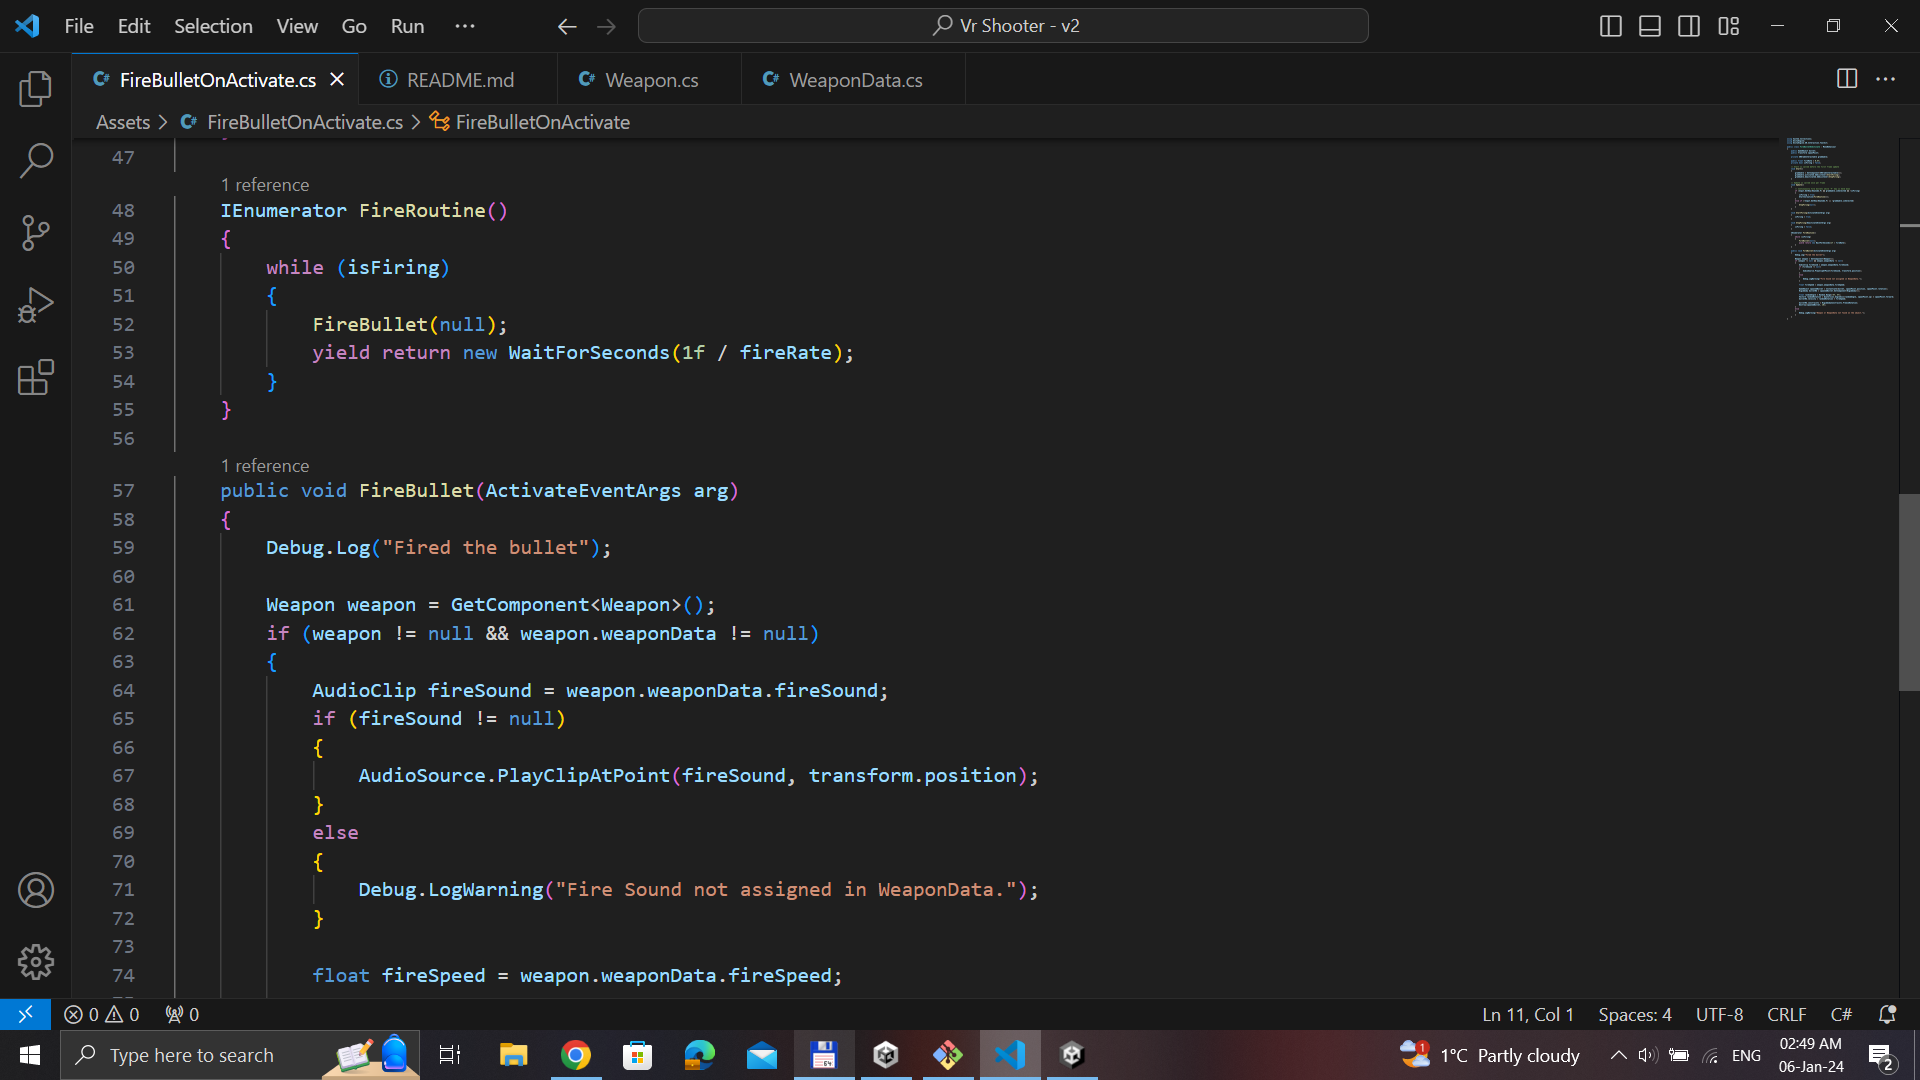 File Edit Selection View Go Run ··· Vr Shooter - v2
FireBulletOnActivate.cs README.md Weapon.cs WeaponData.cs
Assets > FireBulletOnActivate.cs > FireBulletOnActivate
47
1 reference
48 IEnumerator FireRoutine()
49 {
50 while (isFiring)
51 {
52 FireBullet(null);
53 yield return new WaitForSeconds(1f / fireRate);
54 }
55 }
56
1 reference
57 public void FireBullet(ActivateEventArgs arg)
58 {
59 Debug.Log("Fired the bullet");
60
61 Weapon weapon = GetComponent<Weapon>();
62 if (weapon != null && weapon.weaponData != null)
63 {
64 AudioClip fireSound = weapon.weaponData.fireSound;
65 if (fireSound != null)
66 {
67 AudioSource.PlayClipAtPoint(fireSound, transform.position);
68 }
69 else
70 {
71 Debug.LogWarning("Fire Sound not assigned in WeaponData.");
72 }
73
74 float fireSpeed = weapon.weaponData.fireSpeed;
0 0 0 Ln 11, Col 1 Spaces: 4 UTF-8 CRLF C#
Type here to search 1 1°C Partly cloudy ENG 02:49 AM
06-Jan-24 2